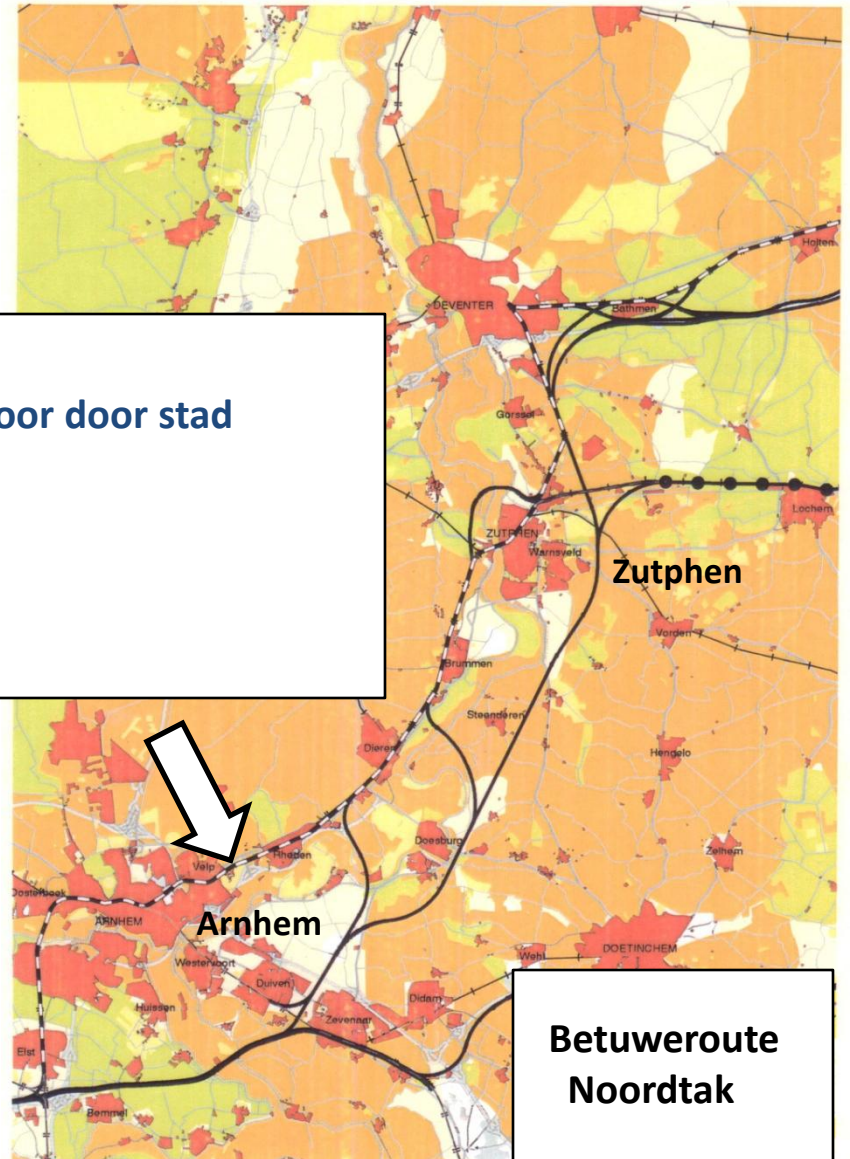 Holten
DEVENTER
Bathmen
oor door stad
Gorssel
Lochem
ZUTPHEN
Warnsveld
Zutphen
Vorden
Brummen
Steenderen
Dieren
Hengelo
Doesburg
Velp
Rheden
Zelhem
Oosterbeek
ARNHEM
Arnhem
DOETINCHEM
Wehl
Westervoort
Duiven
Didam
Huissen
Zevenaar
Elst
Bemmel
Betuweroute
Noordtak